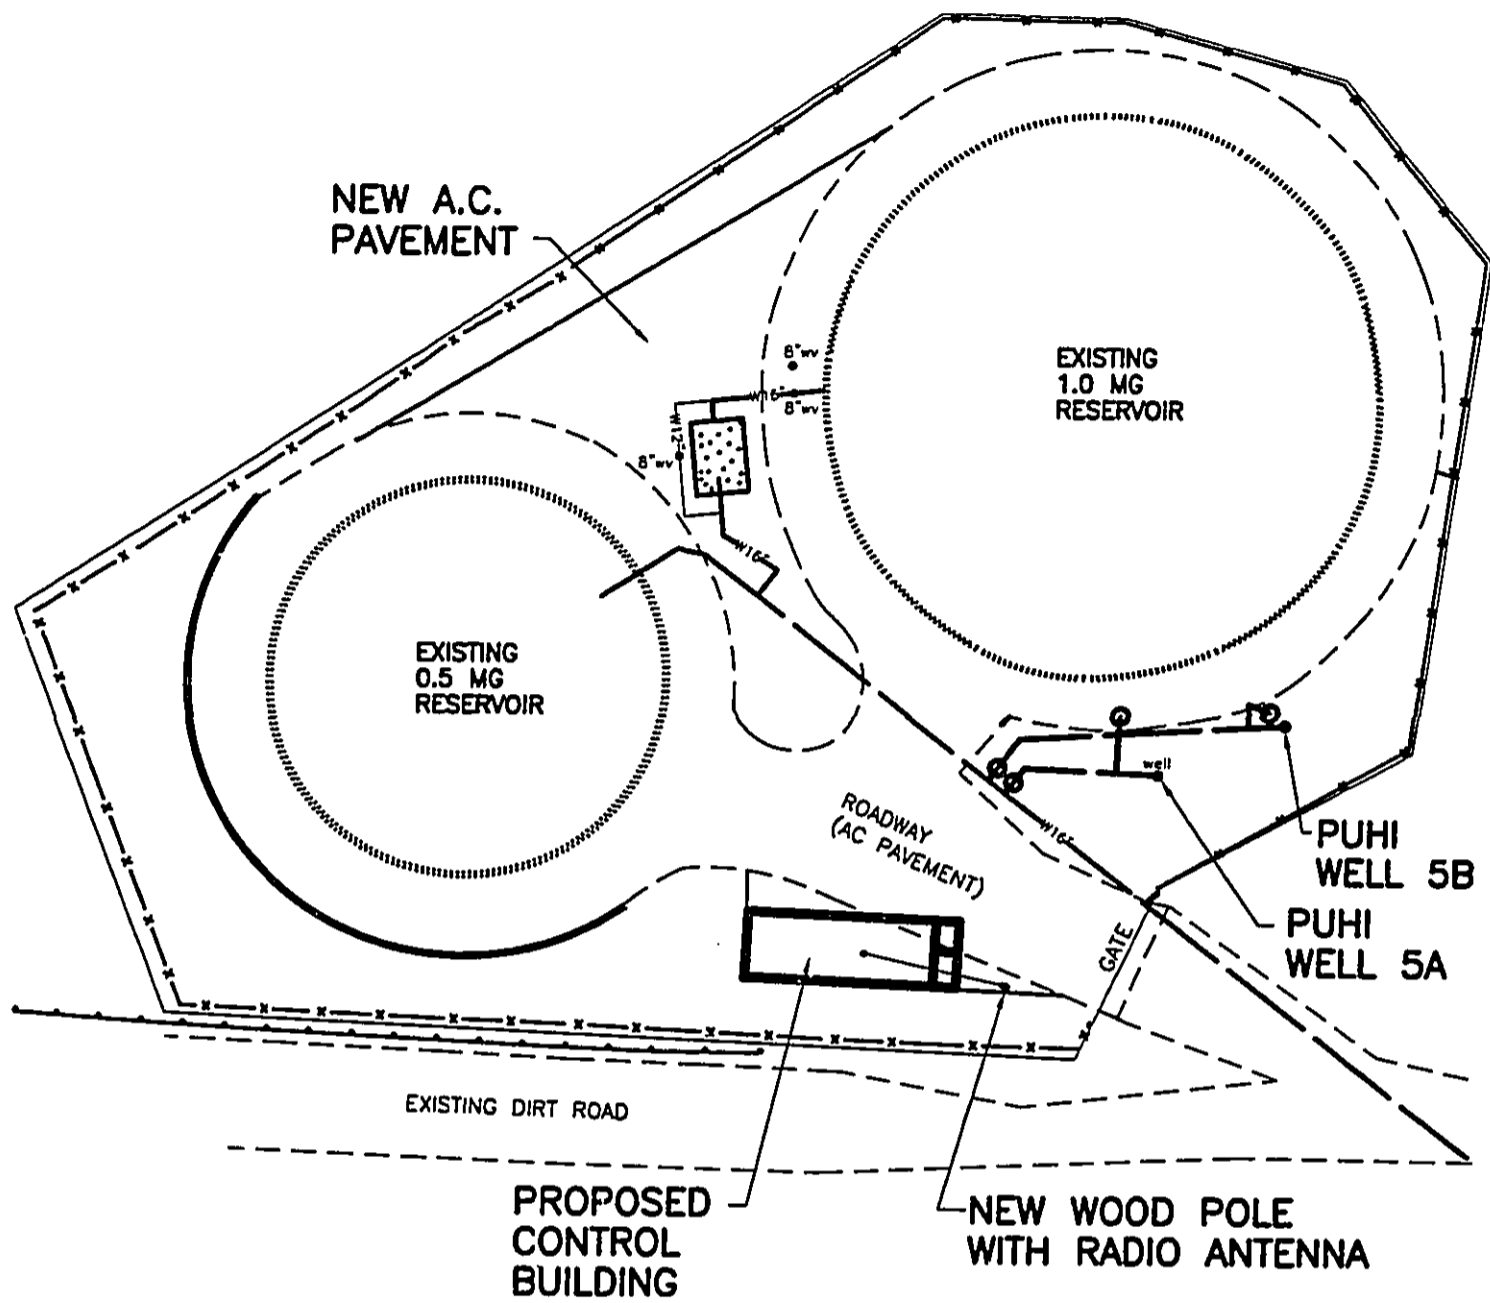 NEW A.C.
PAVEMENT
8"wv
W16"
8"wv
W12"
8"wv
W16"
EXISTING
1.0 MG
RESERVOIR
EXISTING
0.5 MG
RESERVOIR
well
W16"
ROADWAY
(AC PAVEMENT)
PUHI
WELL 5B
PUHI
WELL 5A
GATE
EXISTING DIRT ROAD
PROPOSED
CONTROL
BUILDING
NEW WOOD POLE
WITH RADIO ANTENNA